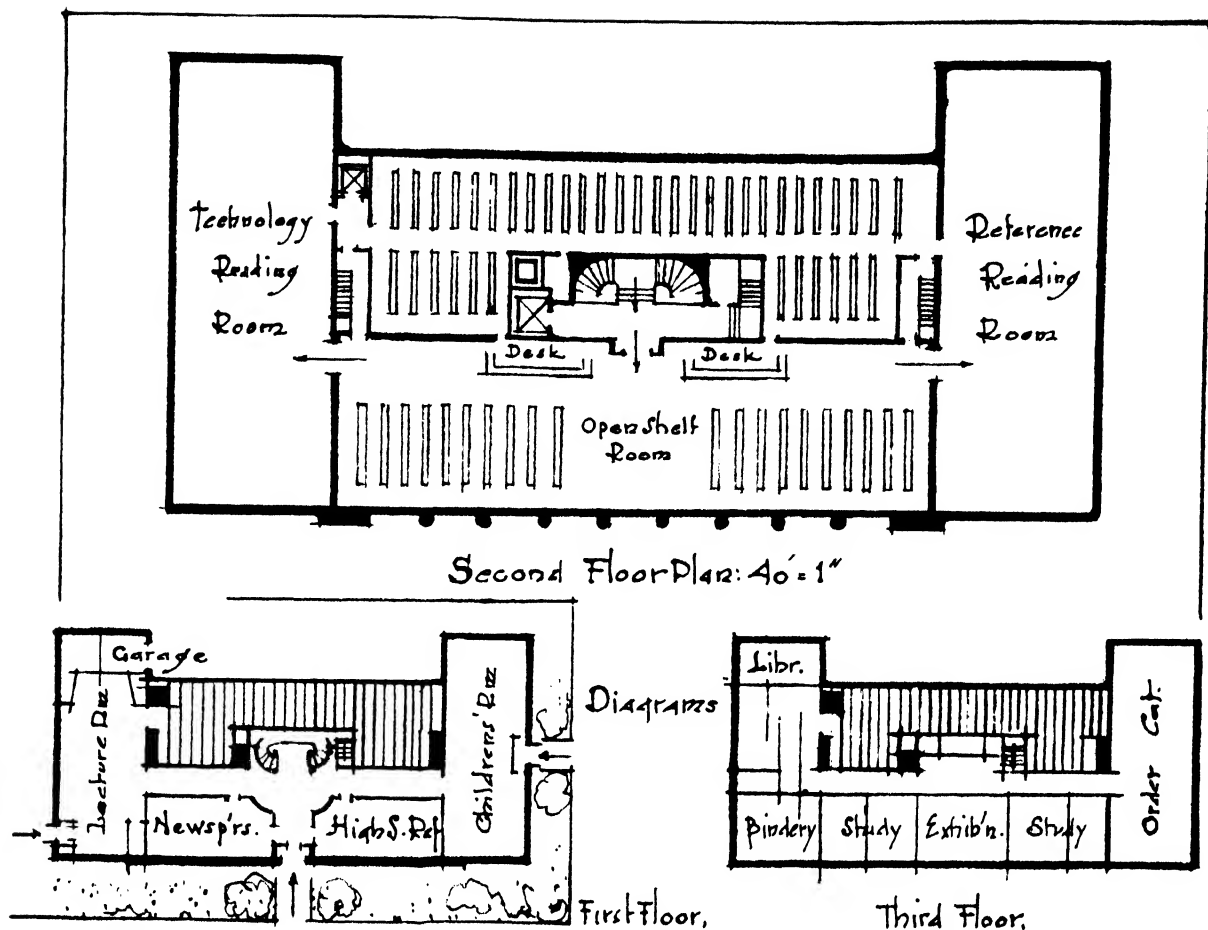 Technology
Reading
Room
Reference
Reading
Room
Desk
Desk
Open Shelf
Room
Second Floor Plan: 40' = 1"
Garage
Lecture Rm
Newsp'rs.
High S. Ref
Childrens' Rm
First Floor.
Diagrams
Libr.
Bindery
Study
Exhib'n.
Study
Order Cat.
Third Floor.